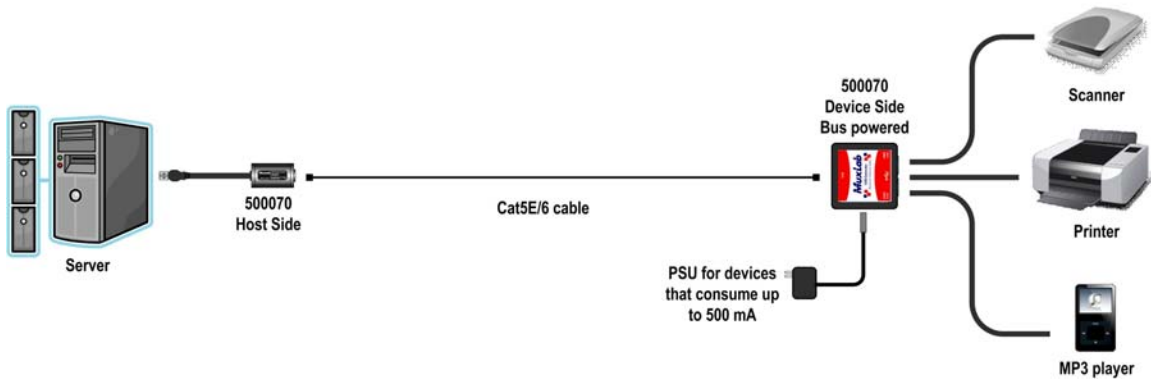 500070
Device Side
Bus powered
Scanner
MuxLab
500070
Host Side
Cat5E/6 cable
Server
Printer
PSU for devices
that consume up
to 500 mA
MP3 player